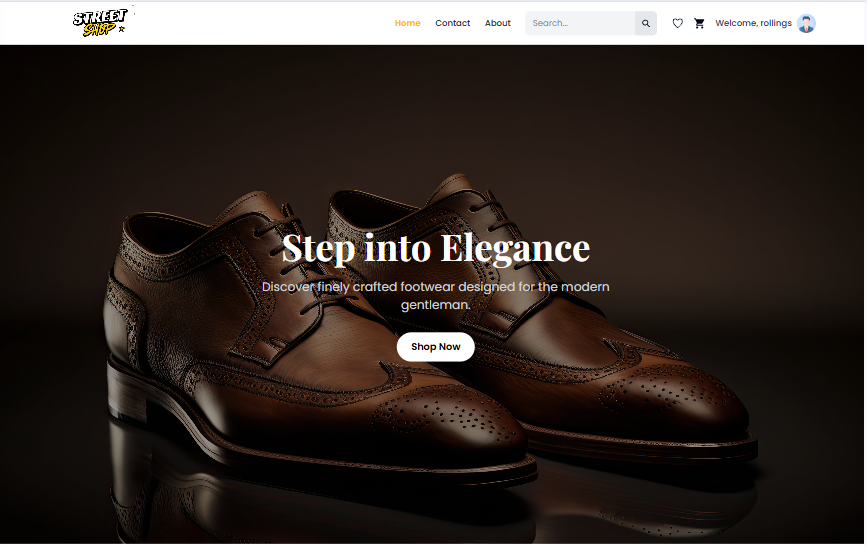 STREET
SHOP
Home
Contact
About
Search...
Welcome, rollings
Step into Elegance
Discover finely crafted footwear designed for the modern
gentleman.
Shop Now